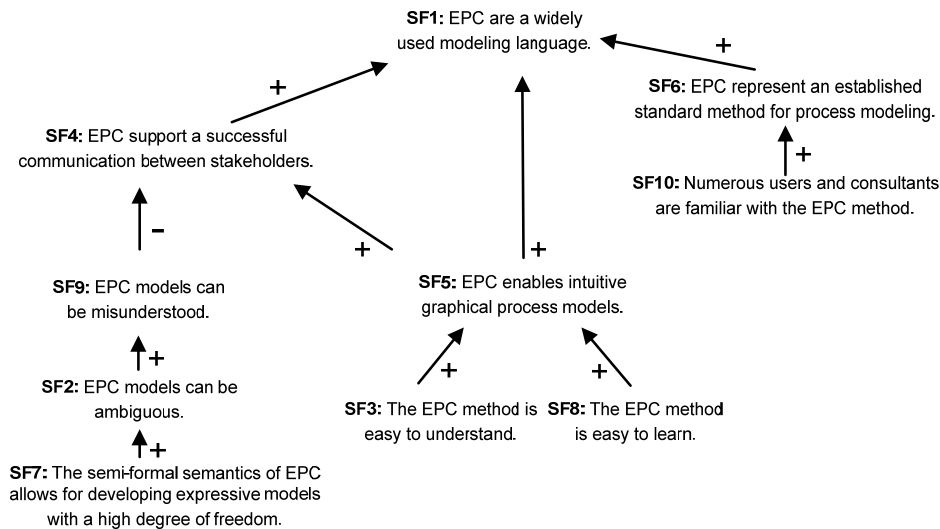 SF1: EPC are a widely
used modeling language.
+
+
SF6: EPC represent an established
standard method for process modeling.
SF4: EPC support a successful
communication between stakeholders.
+
SF10: Numerous users and consultants
are familiar with the EPC method.
–
+
+
SF9: EPC models can
be misunderstood.
SF5: EPC enables intuitive
graphical process models.
+
+
+
SF2: EPC models can be
ambiguous.
SF3: The EPC method is
easy to understand.
SF8: The EPC method
is easy to learn.
+
SF7: The semi-formal semantics of EPC
allows for developing expressive models
with a high degree of freedom.